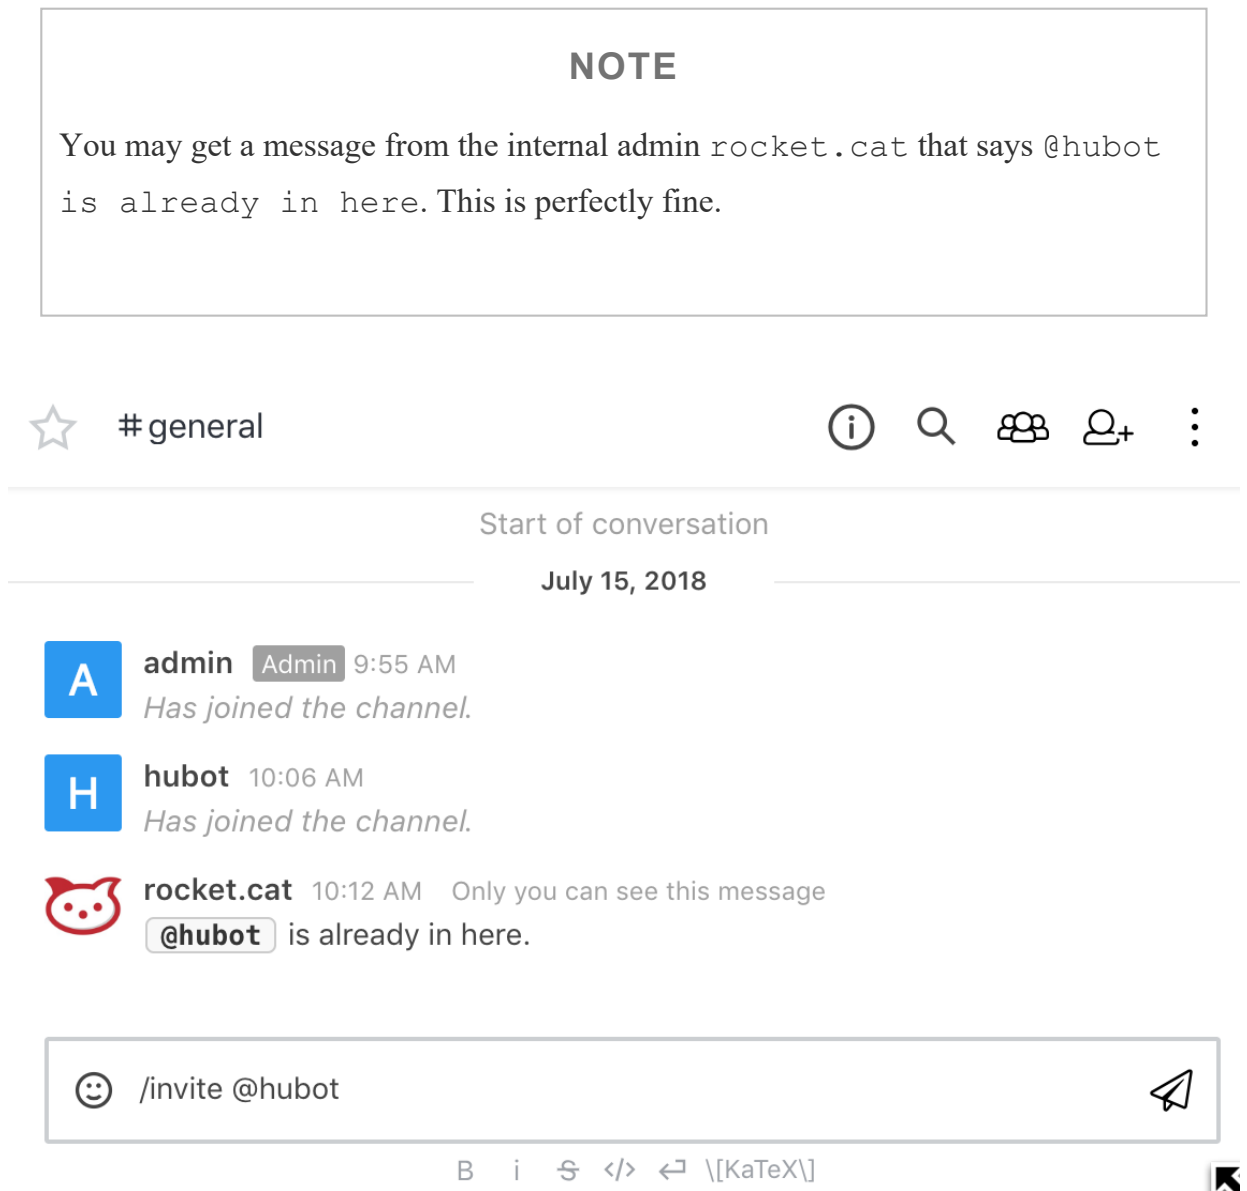 NOTE
You may get a message from the internal admin rocket.cat that says @hubot
is already in here. This is perfectly fine.
#general
Start of conversation
July 15, 2018
A
admin Admin 9:55 AM
Has joined the channel.
H
hubot 10:06 AM
Has joined the channel.
rocket.cat 10:12 AM Only you can see this message
@hubot is already in here.
/invite @hubot
B i S </> \[KaTeX\]